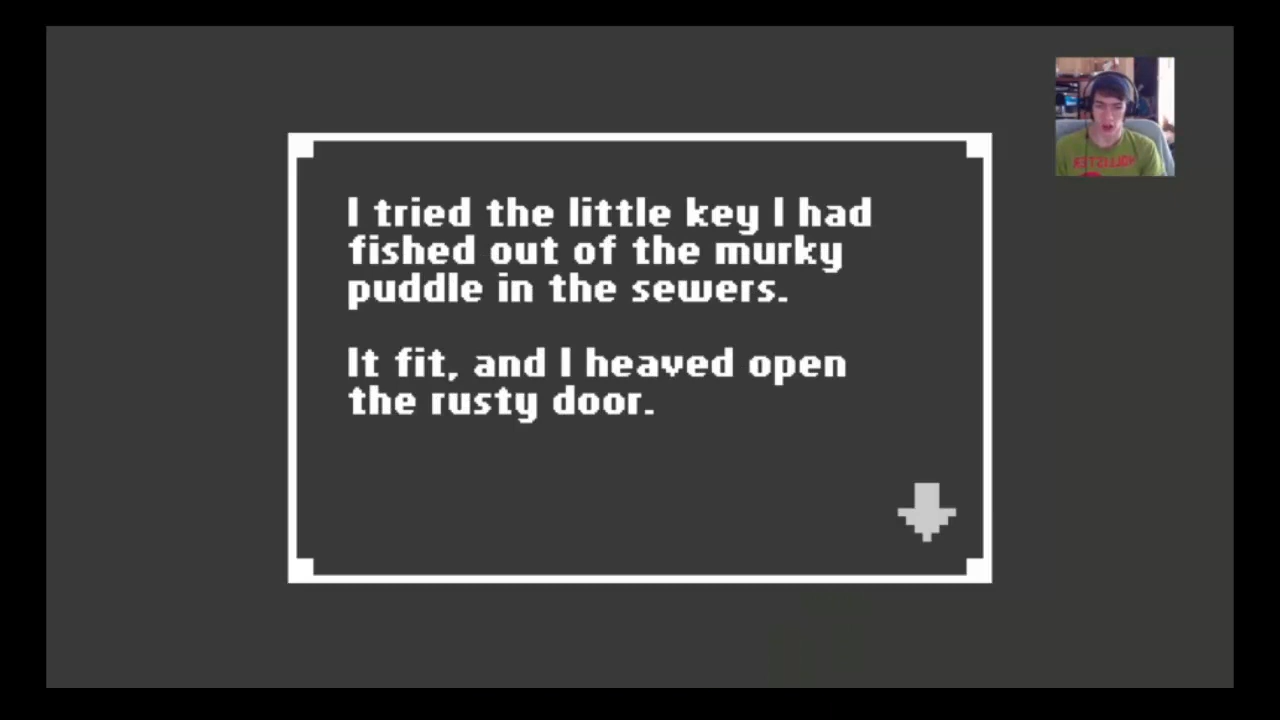 I tried the little key I had
fished out of the murky
puddle in the sewers.
It fit, and I heaved open
the rusty door.
HOLLISTER